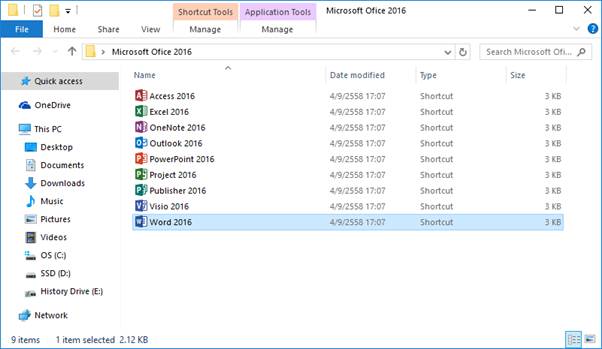 Shortcut Tools Application Tools Microsoft Office 2016
File Home Share View Manage Manage
Microsoft Office 2016 Search Microsoft Ofi...
Name Date modified Type Size
Quick access
OneDrive
This PC
Desktop
Documents
Downloads
Music
Pictures
Videos
OS (C:)
SSD (D:)
History Drive (E:)
Network
Access 2016 4/9/2558 17:07 Shortcut 3 KB
Excel 2016 4/9/2558 17:07 Shortcut 3 KB
OneNote 2016 4/9/2558 17:07 Shortcut 3 KB
Outlook 2016 4/9/2558 17:07 Shortcut 3 KB
PowerPoint 2016 4/9/2558 17:07 Shortcut 3 KB
Project 2016 4/9/2558 17:07 Shortcut 3 KB
Publisher 2016 4/9/2558 17:07 Shortcut 3 KB
Visio 2016 4/9/2558 17:07 Shortcut 3 KB
Word 2016 4/9/2558 17:07 Shortcut 3 KB
9 items 1 item selected 2.12 KB